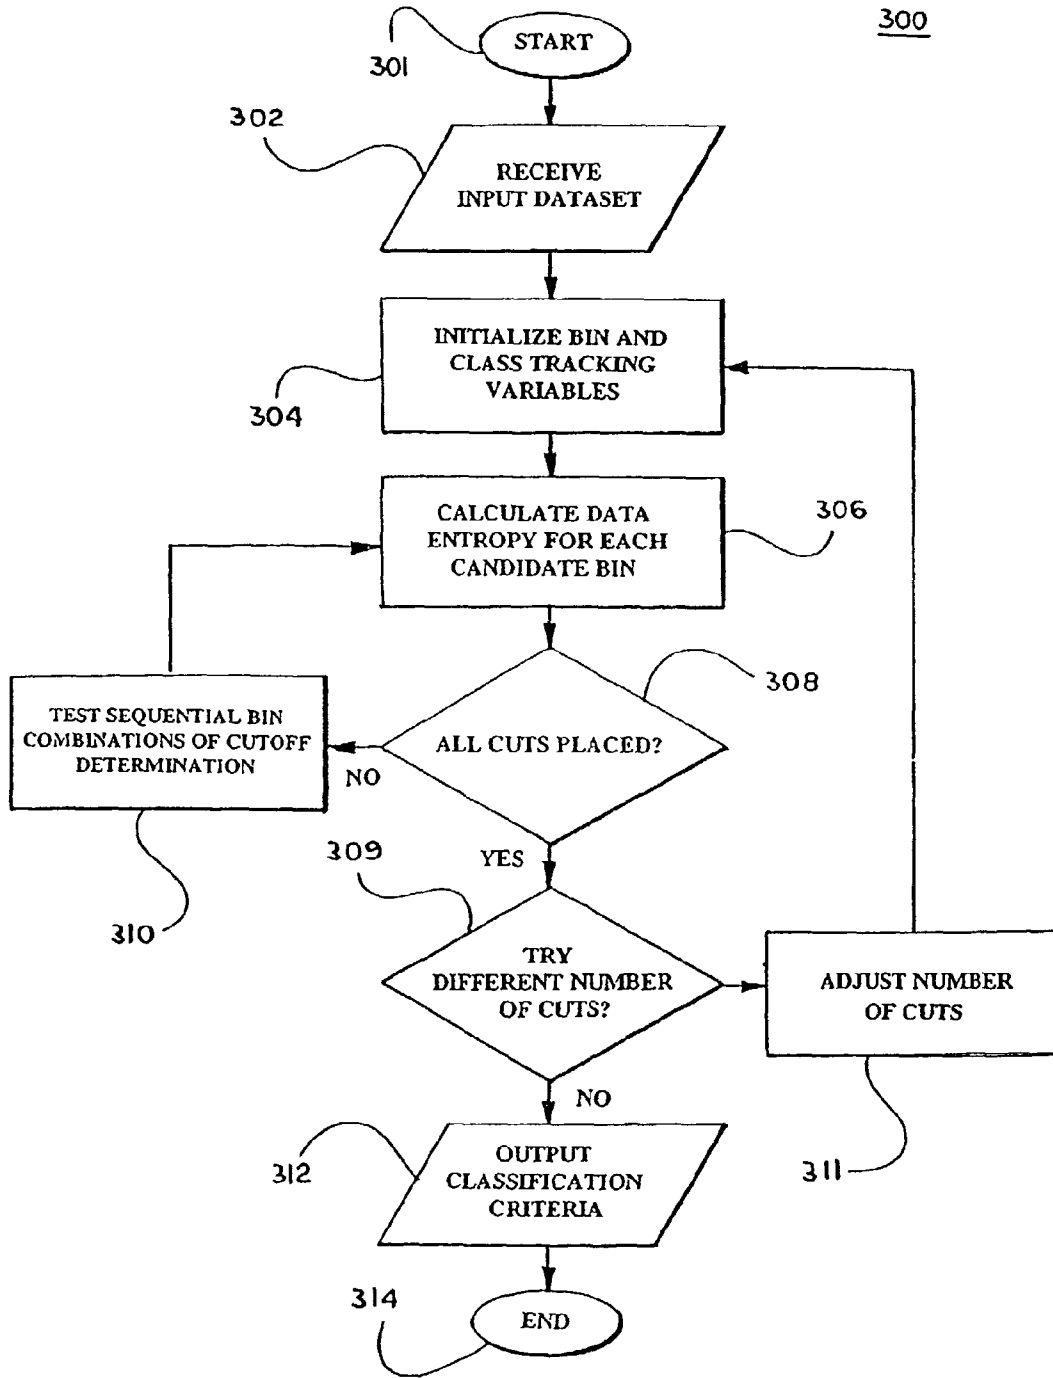 300
START
301
302
RECEIVE
INPUT DATASET
INITIALIZE BIN AND
CLASS TRACKING
VARIABLES
304
CALCULATE DATA
ENTROPY FOR EACH
CANDIDATE BIN
306
308
TEST SEQUENTIAL BIN
COMBINATIONS OF CUTOFF
DETERMINATION
ALL CUTS PLACED?
NO
309
YES
310
TRY
DIFFERENT NUMBER
OF CUTS?
ADJUST NUMBER
OF CUTS
NO
312
OUTPUT
CLASSIFICATION
CRITERIA
311
314
END